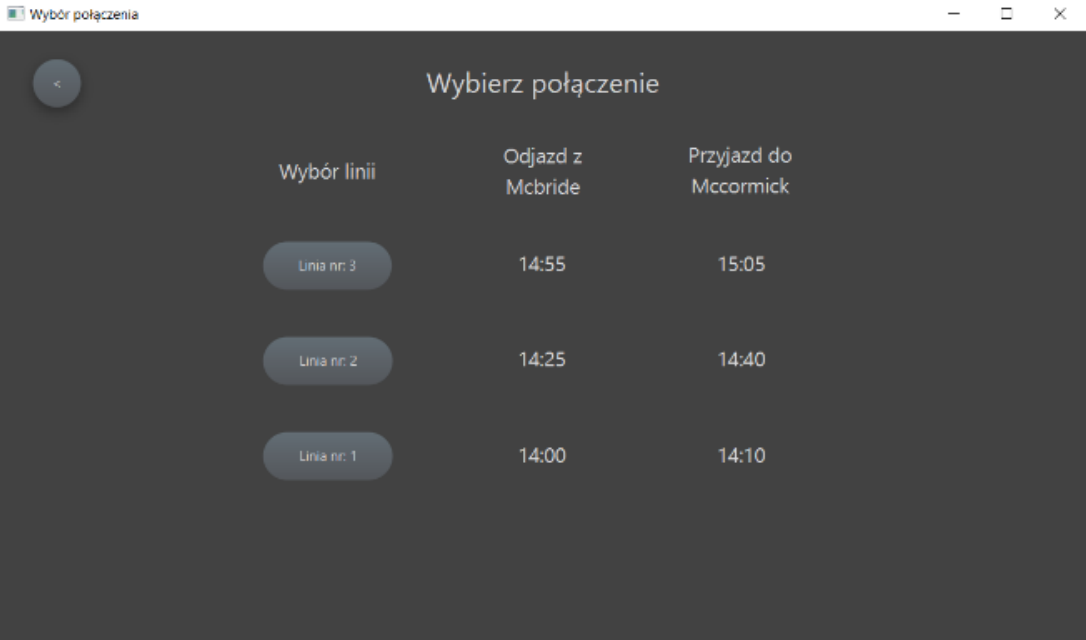 Wybór połączenia
<
Wybierz połączenie
Wybór linii
Odjazd z
Mcbride
Przyjazd do
Mccormick
Linia nr: 3
14:55
15:05
Linia nr: 2
14:25
14:40
Linia nr: 1
14:00
14:10